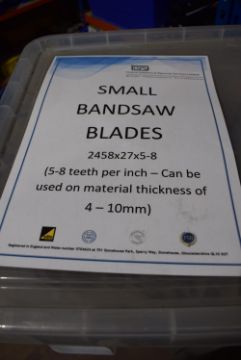 SMALL
BANDSAW
BLADES
2458x27x5-8
(5-8 teeth per inch – Can be
used on material thickness of
4 – 10mm)